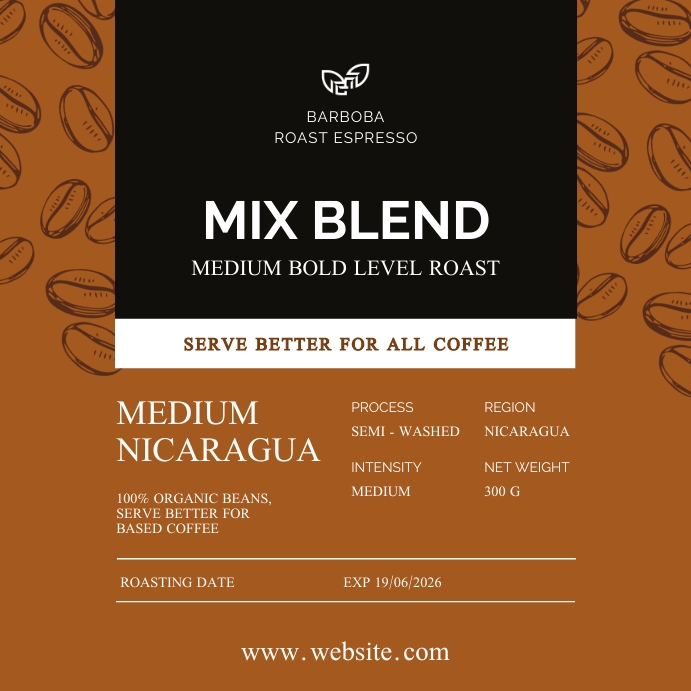 BARBOBA
ROAST ESPRESSO
MIX BLEND
MEDIUM BOLD LEVEL ROAST
SERVE BETTER FOR ALL COFFEE
MEDIUM
NICARAGUA
100% ORGANIC BEANS,
SERVE BETTER FOR
BASED COFFEE
PROCESS
SEMI - WASHED
REGION
NICARAGUA
INTENSITY
MEDIUM
NET WEIGHT
300 G
ROASTING DATE
EXP 19/06/2026
www.website.com